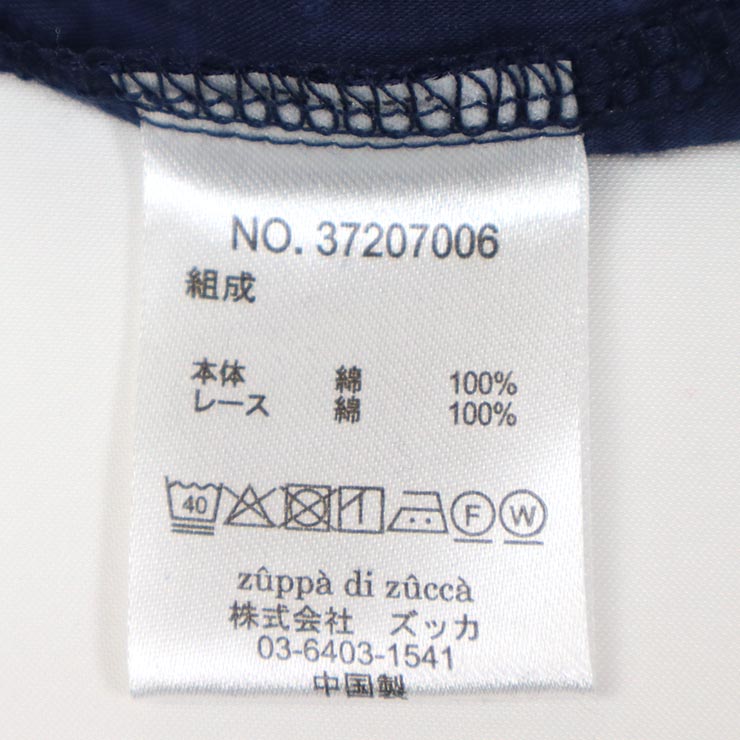 NO. 37207006
組成
本体 綿 100%
レース 綿 100%
40 F W
zûppà di zûccà
株式会社 ズッカ
03-6403-1541
中国製